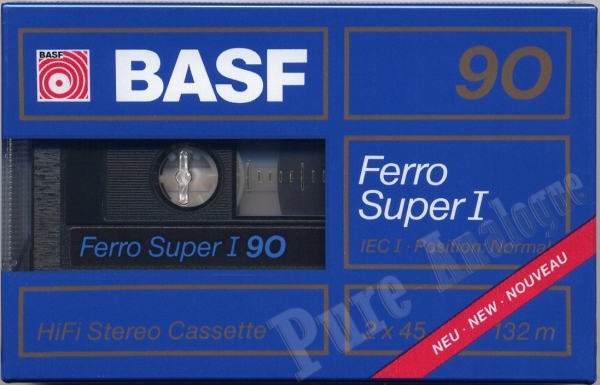 BASF
BASF
90
Ferro
Super I
IEC I · Position: Normal
Ferro Super I 90
HiFi Stereo Cassette
2 x 45
132 m
NEU · NEW · NOUVEAU
Pure Analogue